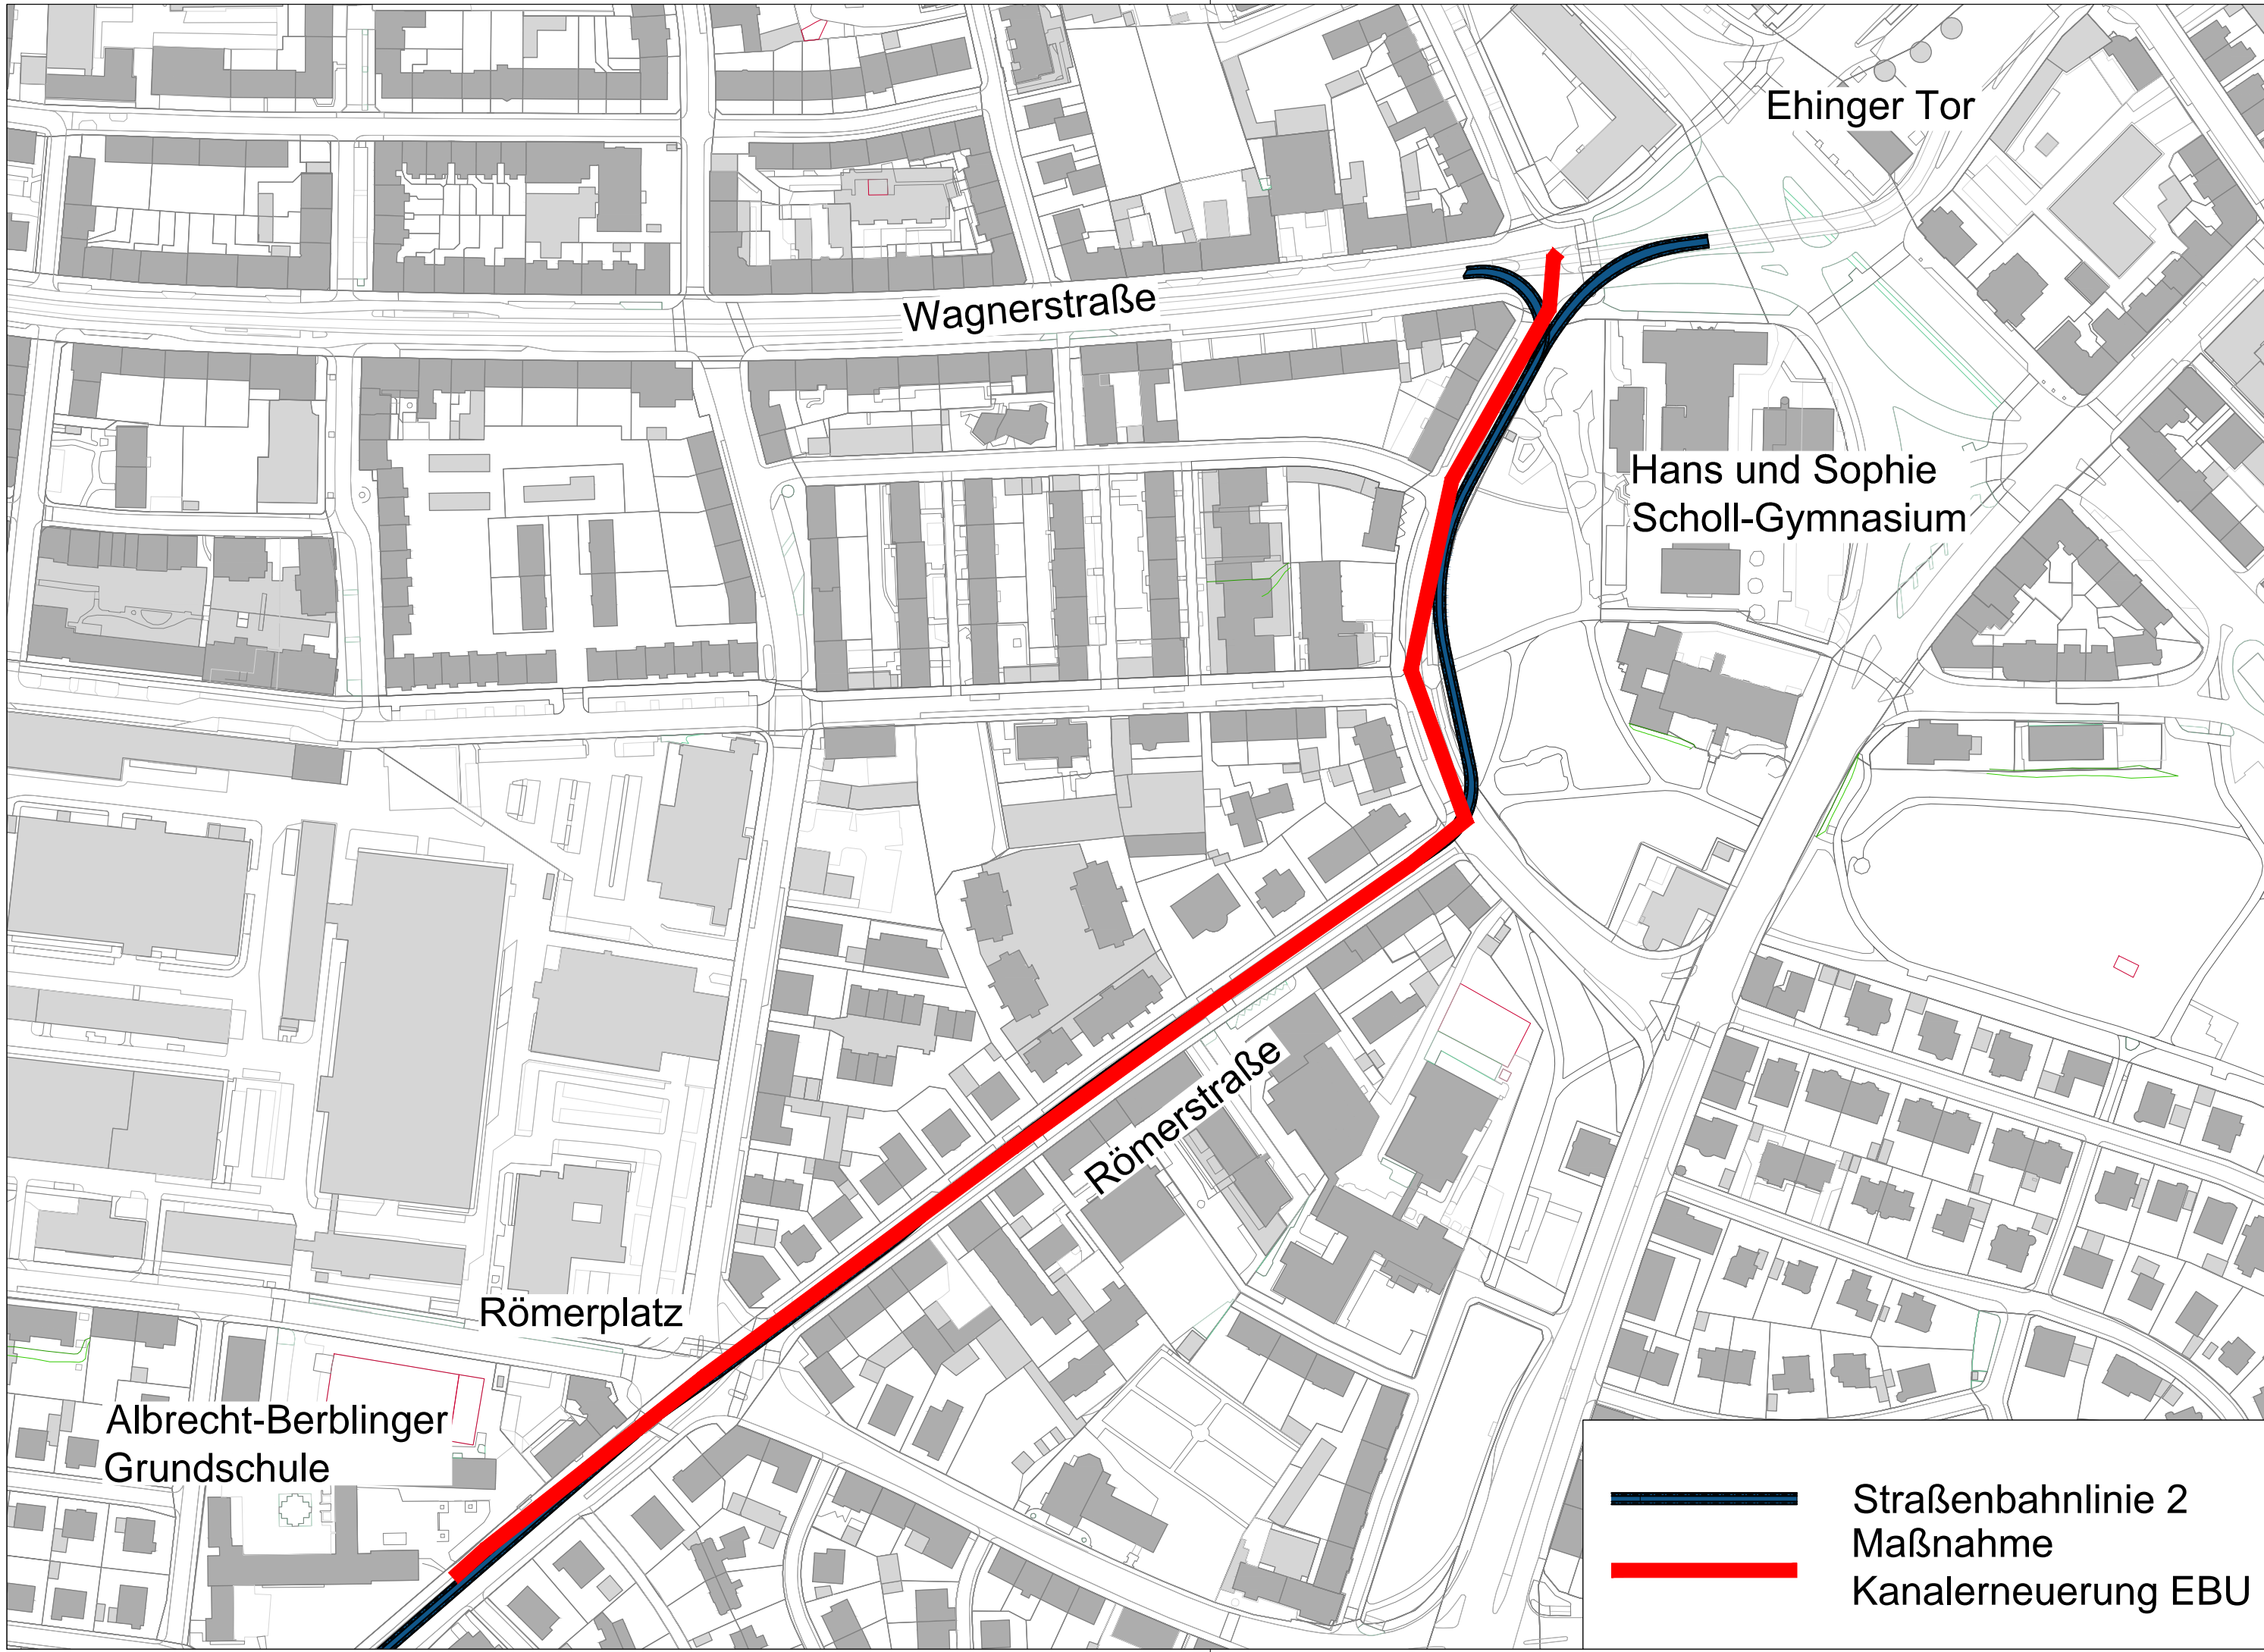 Ehinger Tor
Wagnerstraße
Hans und Sophie
Scholl-Gymnasium
Römerstraße
Römerplatz
Albrecht-Berblinger
Grundschule
Straßenbahnlinie 2
Maßnahme
Kanalerneuerung EBU